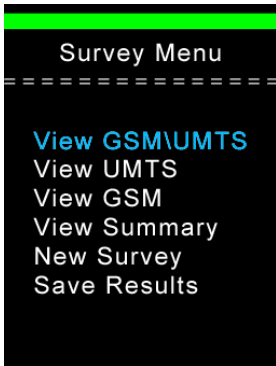 Survey Menu
= = = = = = = = = = = = = = = = = =
View GSM\UMTS
View UMTS
View GSM
View Summary
New Survey
Save Results